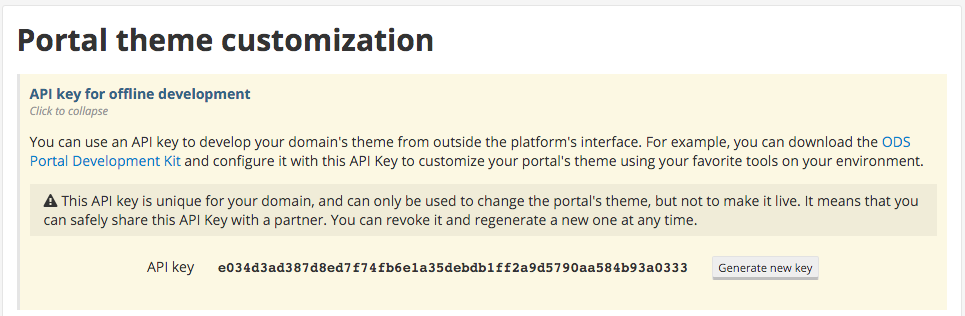 Portal theme customization
API key for offline development
Click to collapse
You can use an API key to develop your domain's theme from outside the platform's interface. For example, you can download the ODS
Portal Development Kit and configure it with this API Key to customize your portal's theme using your favorite tools on your environment.
This API key is unique for your domain, and can only be used to change the portal's theme, but not to make it live. It means that you
can safely share this API Key with a partner. You can revoke it and regenerate a new one at any time.
API key e034d3ad387d8ed7f74fb6e1a35debdb1ff2a9d5790aa584b93a0333 Generate new key